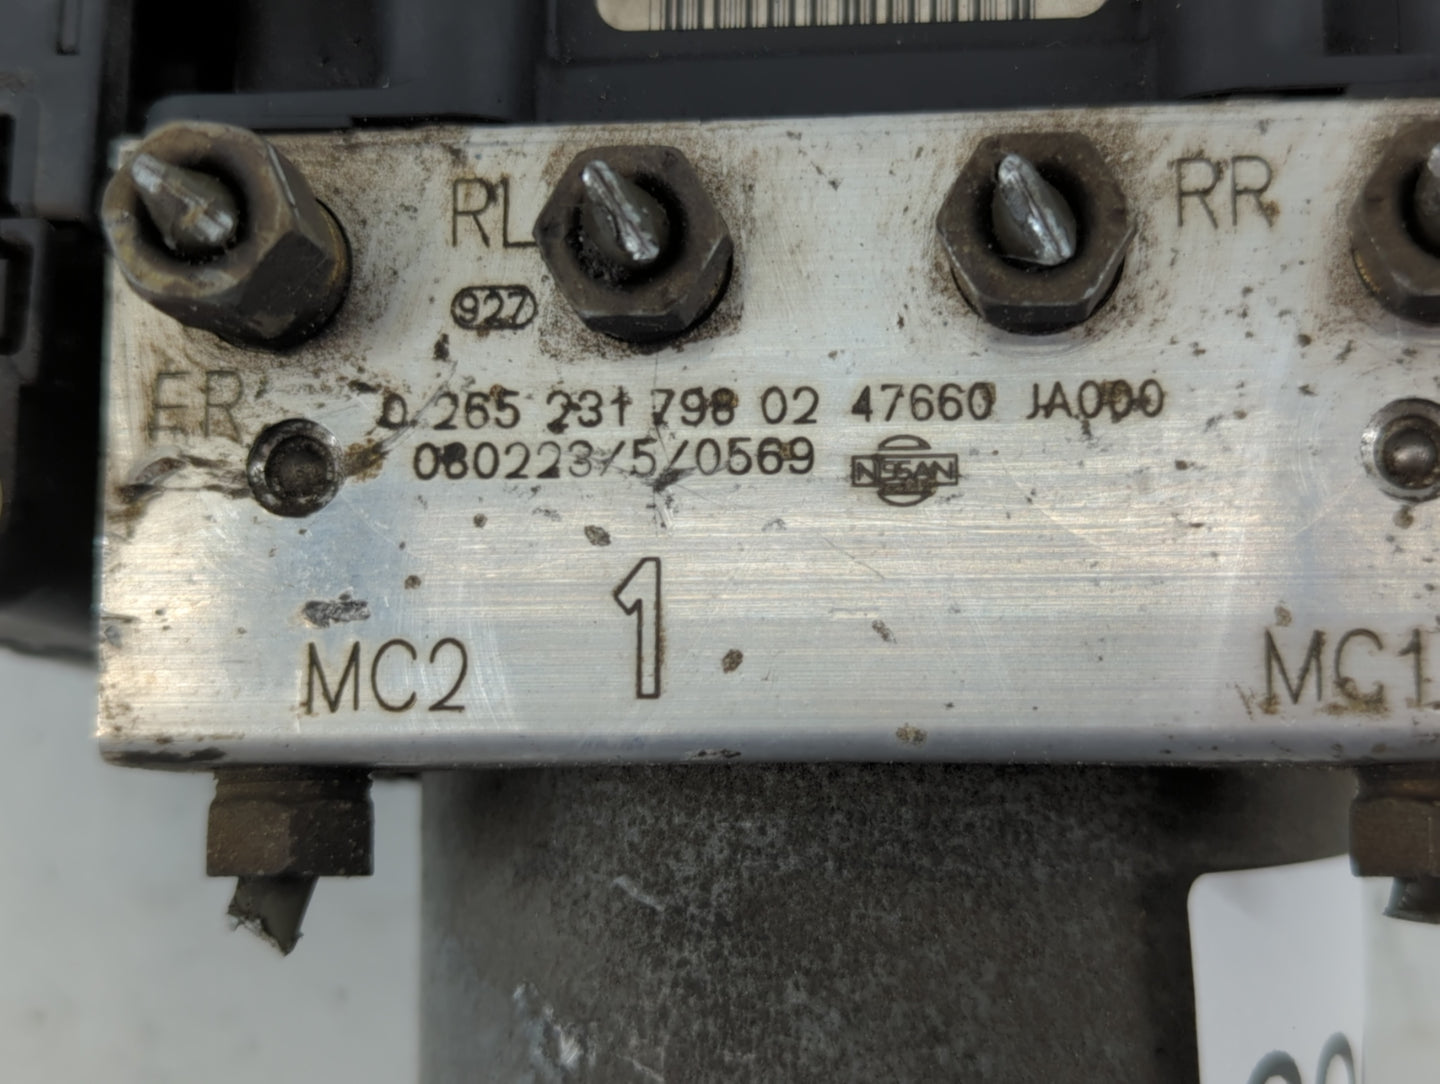 RL
RR
927
FR
0 265 231 798 02 47660 JA000
080223/5/0569
NISSAN
1
MC2
MC1